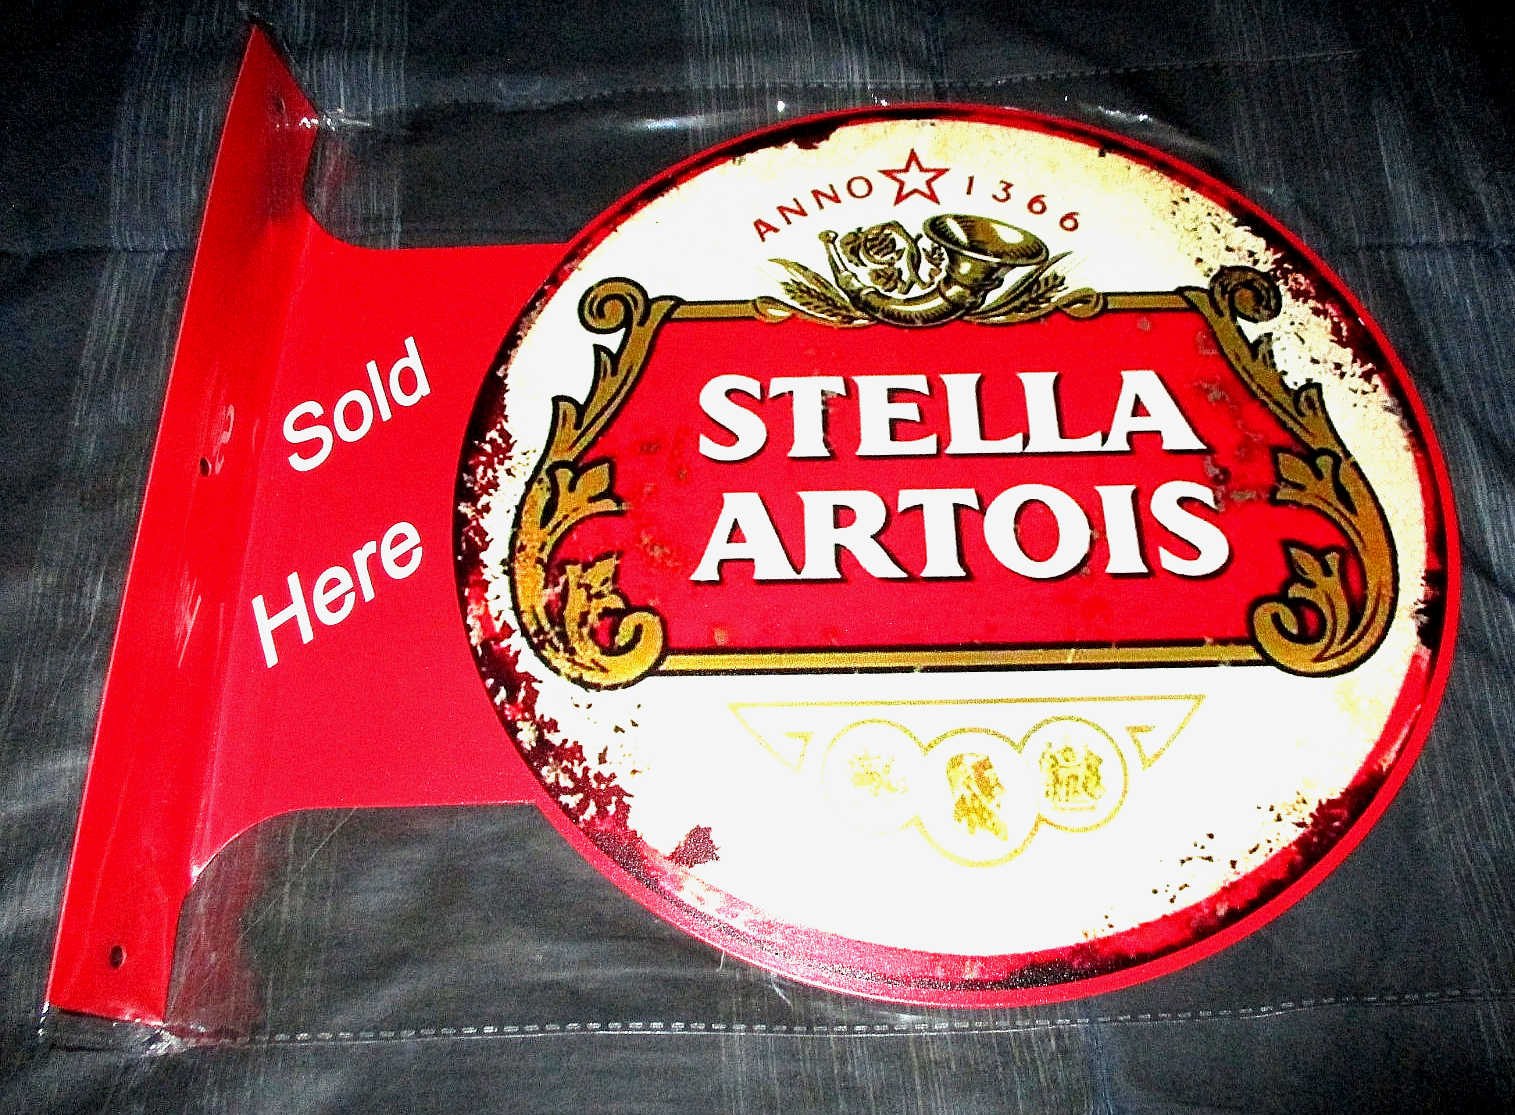 ANNO 1366
STELLA
ARTOIS
Sold
Here